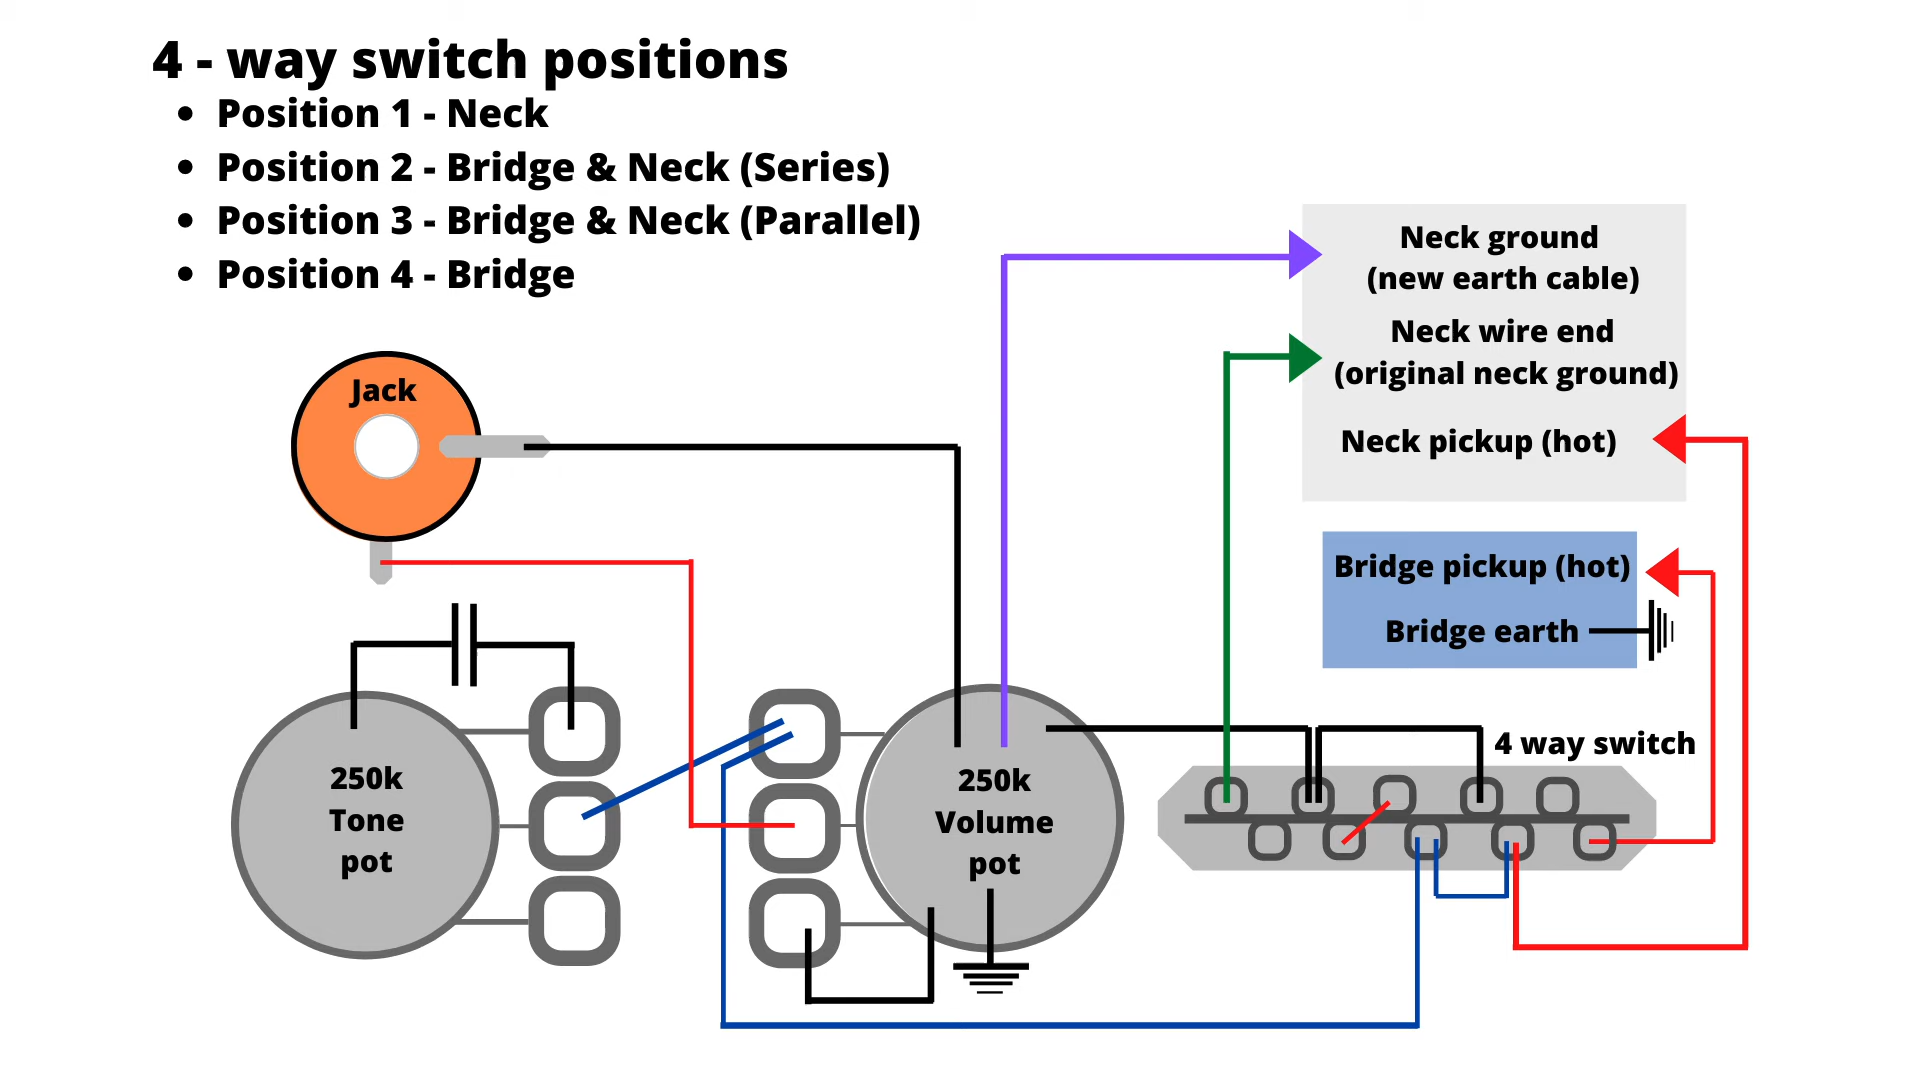 4 - way switch positions
• Position 1 - Neck
• Position 2 - Bridge & Neck (Series)
• Position 3 - Bridge & Neck (Parallel)
• Position 4 - Bridge
Neck ground
(new earth cable)
Neck wire end
(original neck ground)
Neck pickup (hot)
Jack
Bridge pickup (hot)
Bridge earth
4 way switch
250k
Tone
pot
250k
Volume
pot